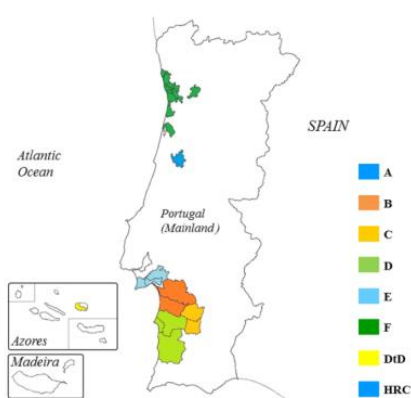 SPAIN
Atlantic
Ocean
Portugal
(Mainland)
Azores
Madeira
A
B
C
D
E
F
DtD
HRC